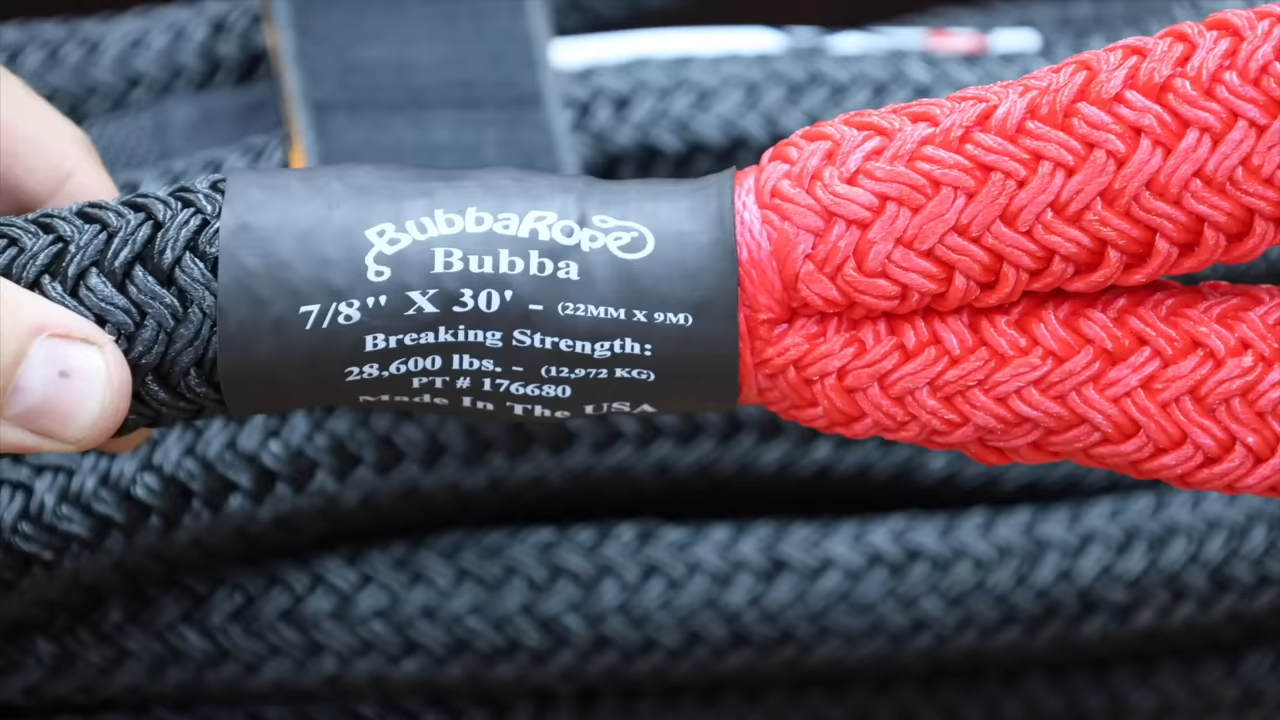 BubbaRope
Bubba
7/8" X 30' - (22MM X 9M)
Breaking Strength:
28,600 lbs. - (12,972 KG)
PT # 176680
Made In The USA